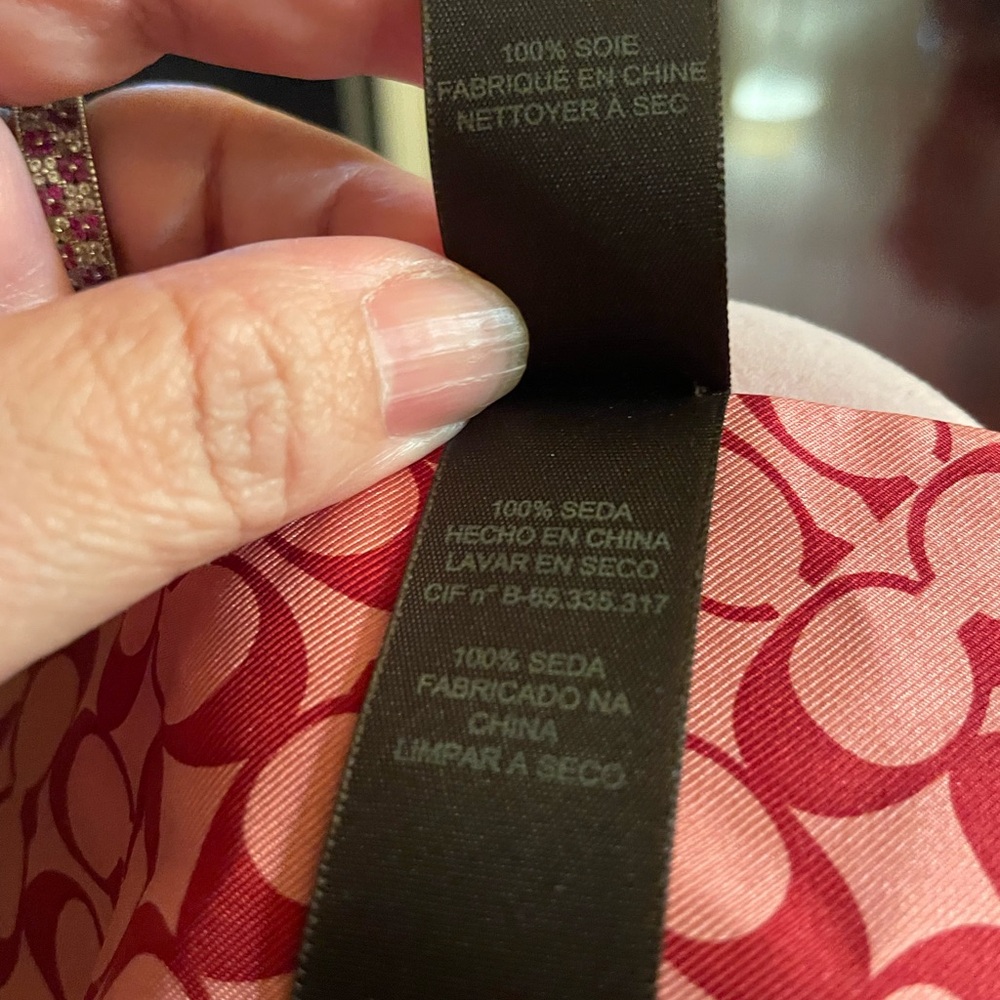 100% SOIE
FABRIQUÉ EN CHINE
NETTOYER À SEC
100% SEDA
HECHO EN CHINA
LAVAR EN SECO
CIF nº B-55.335.317
100% SEDA
FABRICADO NA
CHINA
LIMPAR A SECO